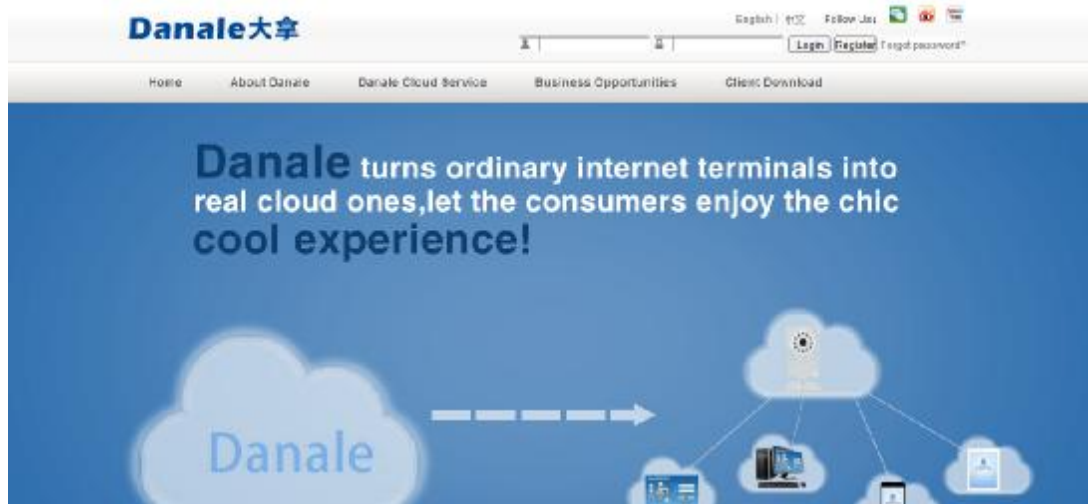 Danale大拿
English | 中文 Follow Us:
Login Register Forgot password?
Home About Danale Danale Cloud Service Business Opportunities Client Download
Danale turns ordinary internet terminals into
real cloud ones,let the consumers enjoy the chic
cool experience!
Danale